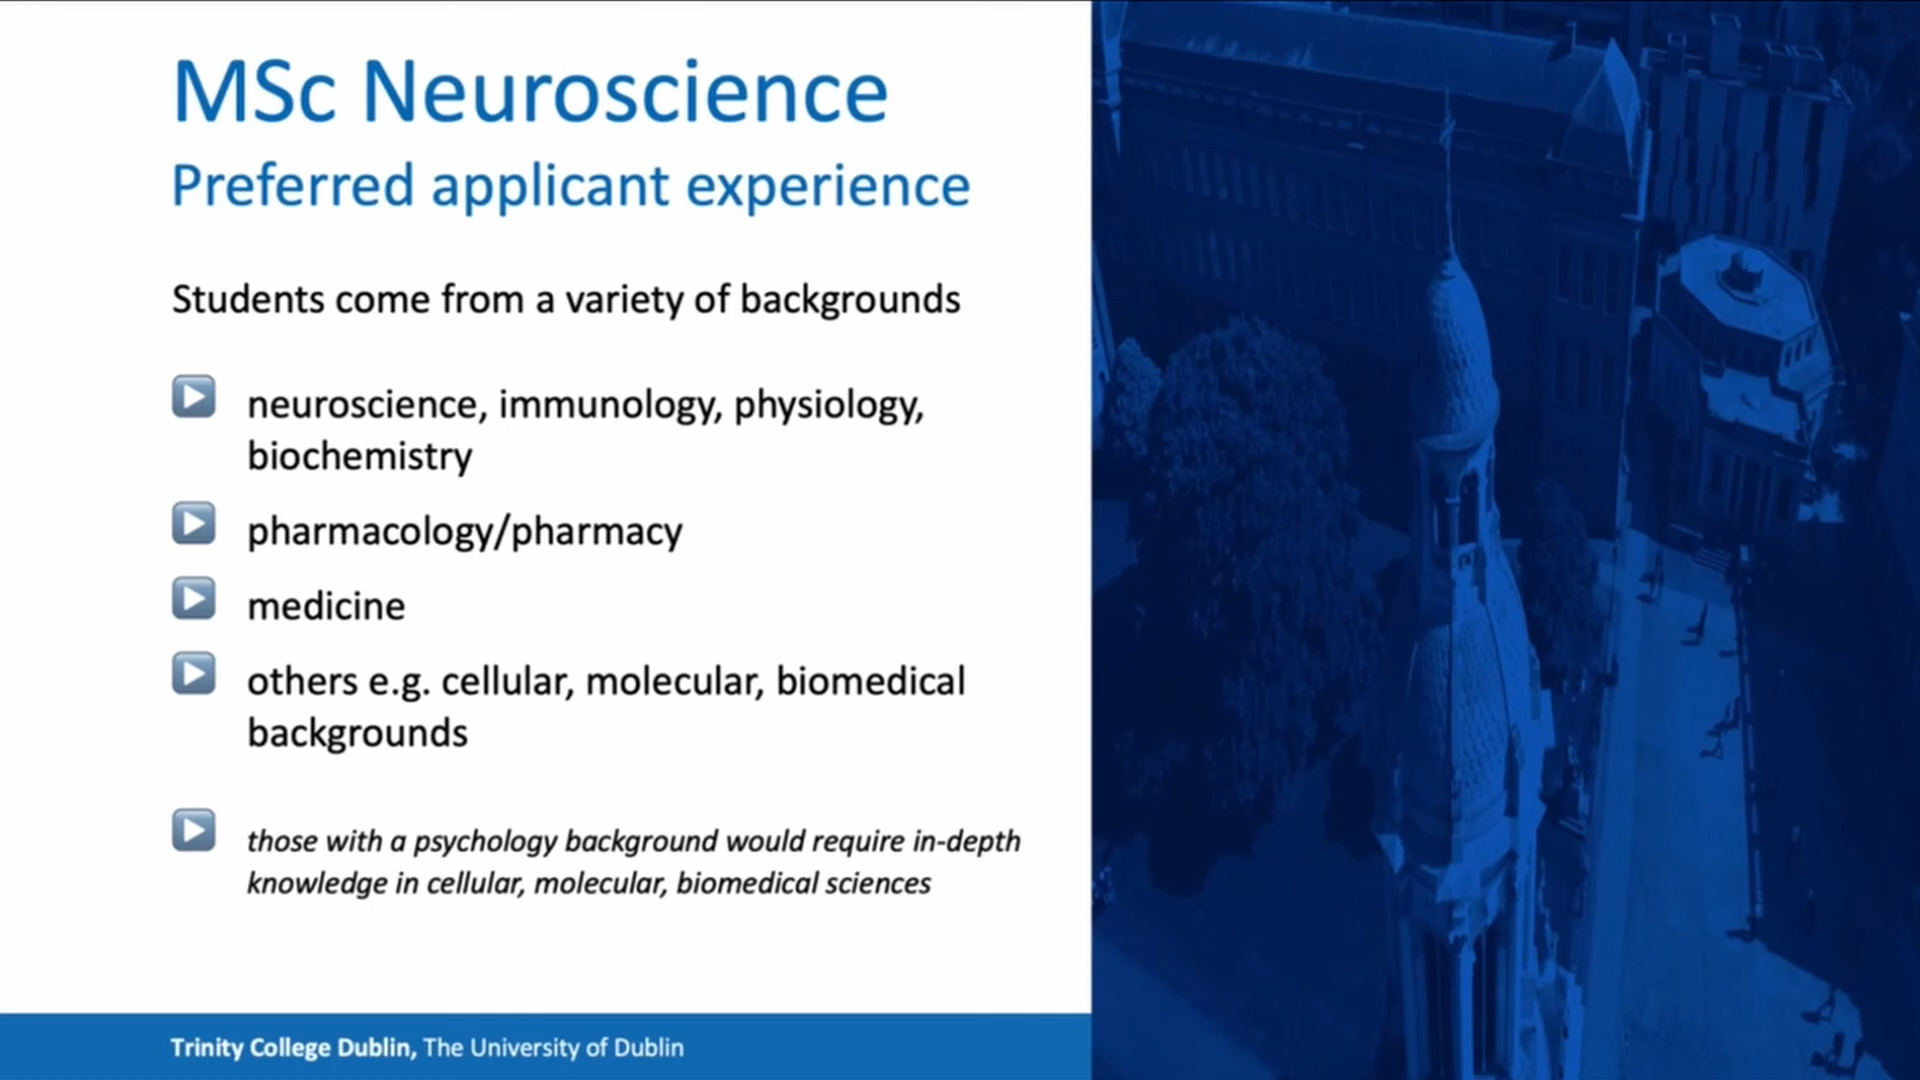 MSc Neuroscience
Preferred applicant experience
Students come from a variety of backgrounds
neuroscience, immunology, physiology,
biochemistry
pharmacology/pharmacy
medicine
others e.g. cellular, molecular, biomedical
backgrounds
those with a psychology background would require in-depth
knowledge in cellular, molecular, biomedical sciences
Trinity College Dublin, The University of Dublin